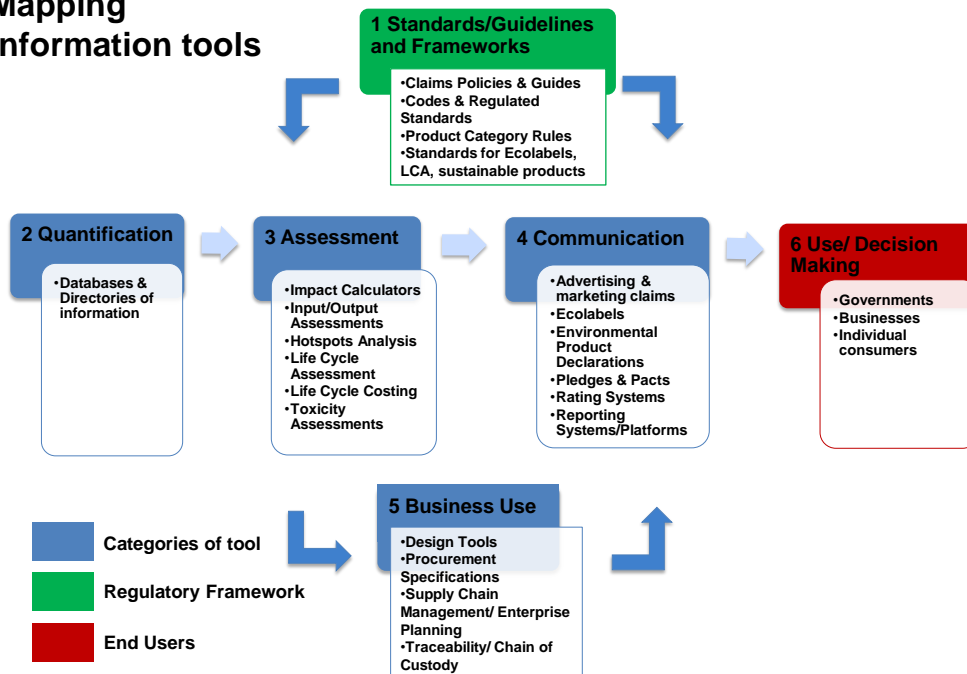 Mapping
Information tools
1 Standards/Guidelines
and Frameworks
•Claims Policies & Guides
•Codes & Regulated
Standards
•Product Category Rules
•Standards for Ecolabels,
LCA, sustainable products
2 Quantification
•Databases &
Directories of
information
3 Assessment
•Impact Calculators
•Input/Output
Assessments
•Hotspots Analysis
•Life Cycle
Assessment
•Life Cycle Costing
•Toxicity
Assessments
4 Communication
•Advertising &
marketing claims
•Ecolabels
•Environmental
Product
Declarations
•Pledges & Pacts
•Rating Systems
•Reporting
Systems/Platforms
6 Use/ Decision
Making
•Governments
•Businesses
•Individual
consumers
5 Business Use
•Design Tools
•Procurement
Specifications
•Supply Chain
Management/ Enterprise
Planning
•Traceability/ Chain of
Custody
Categories of tool
Regulatory Framework
End Users